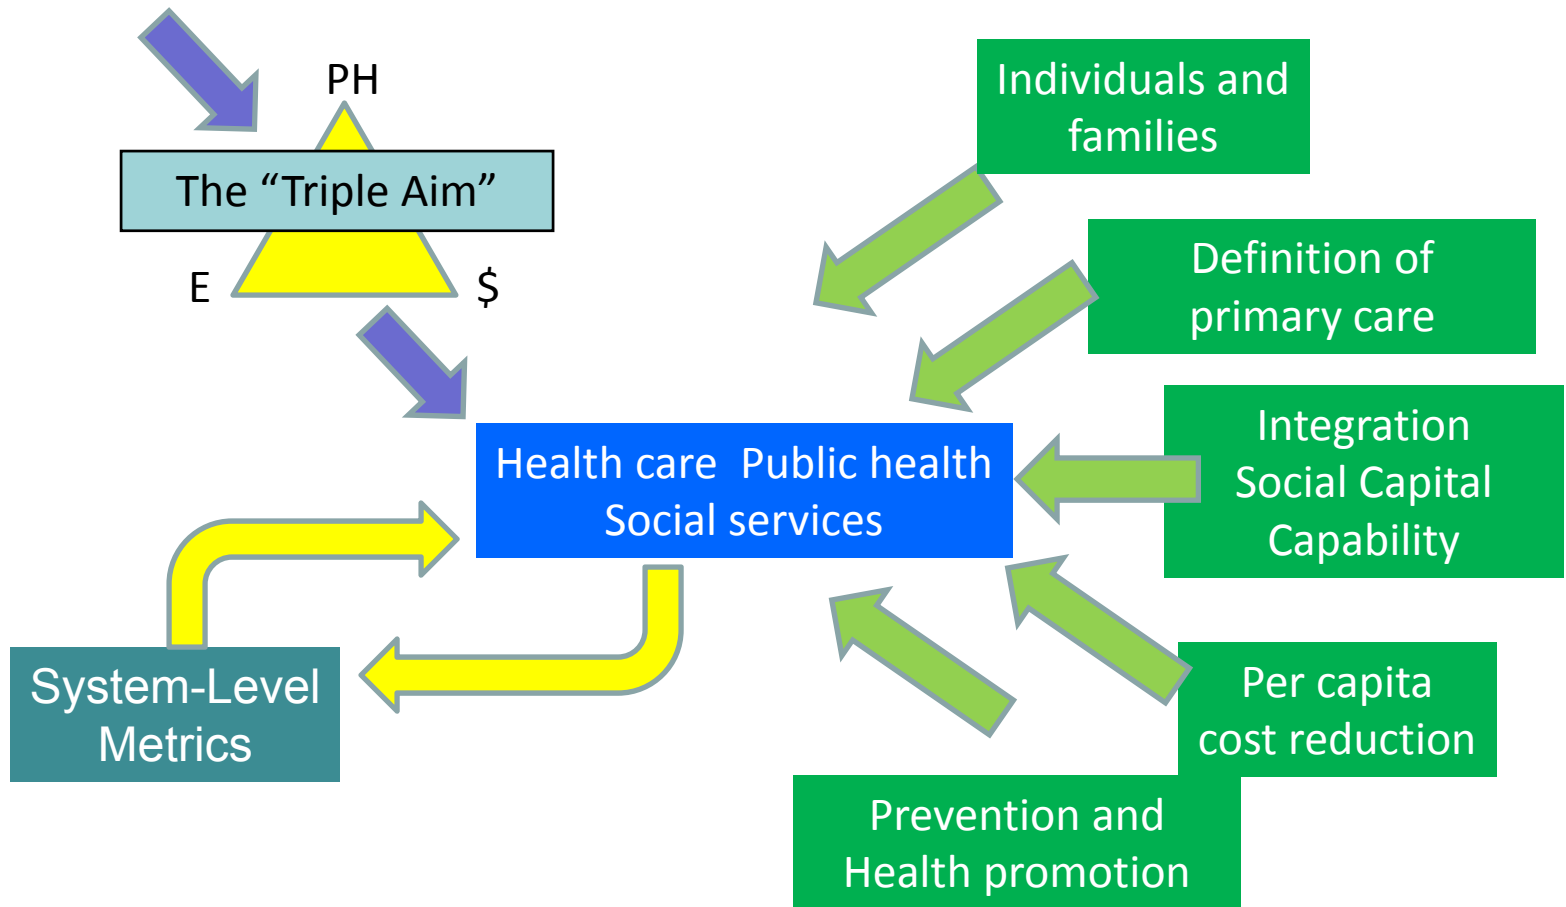 PH
The “Triple Aim”
E
$
Individuals and
families
Definition of
primary care
Health care  Public health
Social services
Integration
Social Capital
Capability
System-Level
Metrics
Per capita
cost reduction
Prevention and
Health promotion